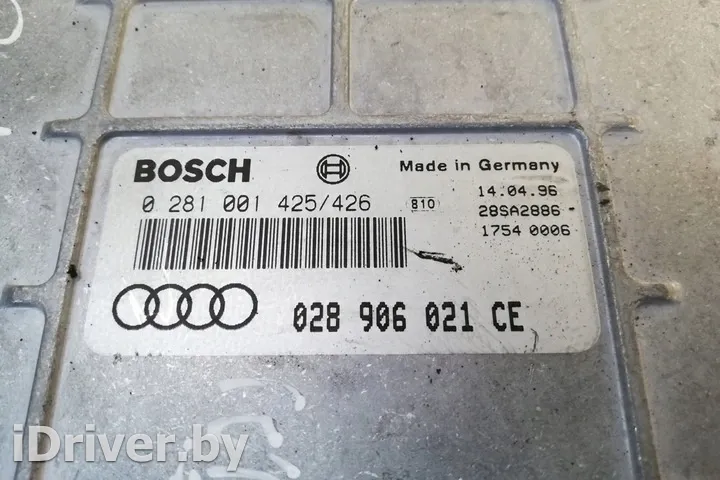 BOSCH
Made in Germany
0 281 001 425/426
810
14.04.96
28SA2886-
1754 0006
028 906 021 CE
iDriver.by